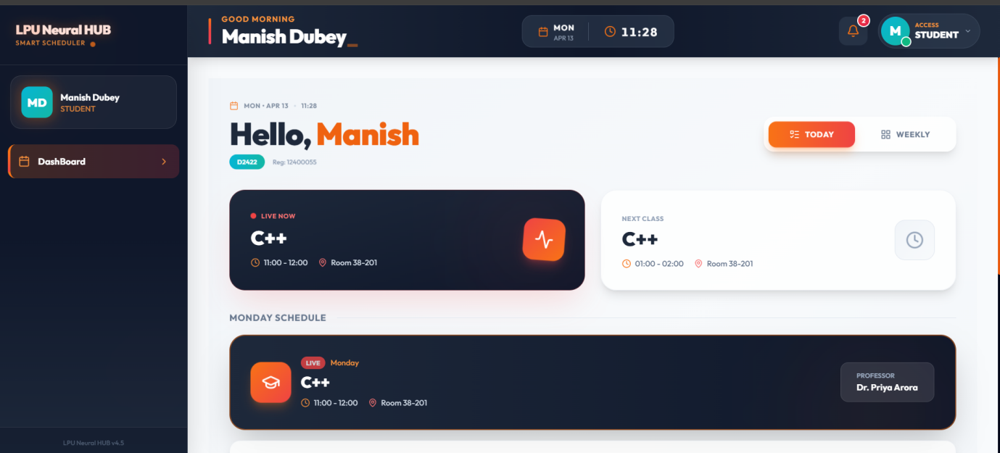 LPU Neural HUB
SMART SCHEDULER
MD
Manish Dubey
STUDENT
DashBoard
LPU Neural HUB v4.5
GOOD MORNING
Manish Dubey_
MON
APR 13
11:28
2
M
ACCESS
STUDENT
MON • APR 13 • 11:28
Hello, Manish
D2422 Reg: 12400055
TODAY
WEEKLY
LIVE NOW
C++
11:00 - 12:00 Room 38-201
NEXT CLASS
C++
01:00 - 02:00 Room 38-201
MONDAY SCHEDULE
LIVE Monday
C++
11:00 - 12:00 Room 38-201
PROFESSOR
Dr. Priya Arora